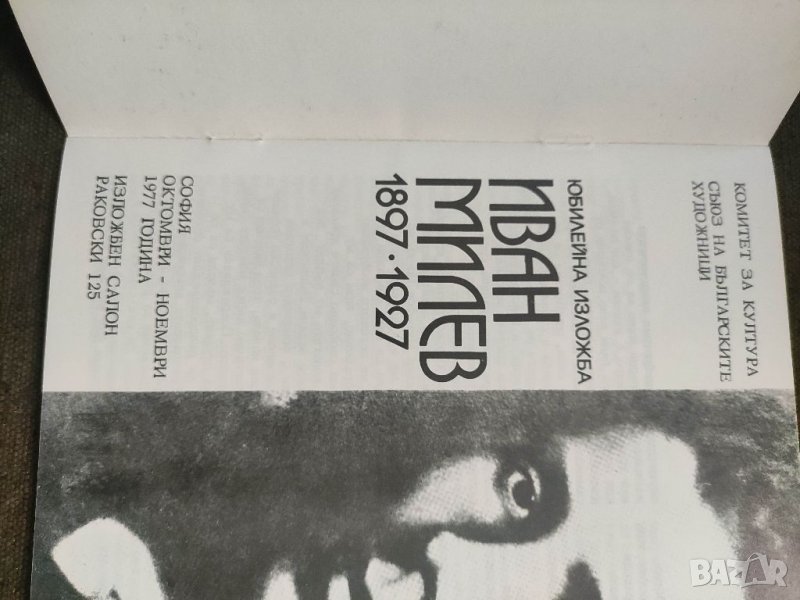 КОМИТЕТ ЗА КУЛТУРА
СЪЮЗ НА БЪЛГАРСКИТЕ
ХУДОЖНИЦИ
ЮБИЛЕЙНА ИЗЛОЖБА
ИВАН
МИЛЕВ
1897 · 1927
СОФИЯ
ОКТОМВРИ - НОЕМВРИ
1977 ГОДИНА
ИЗЛОЖБЕН САЛОН
РАКОВСКИ 125
BAZAR